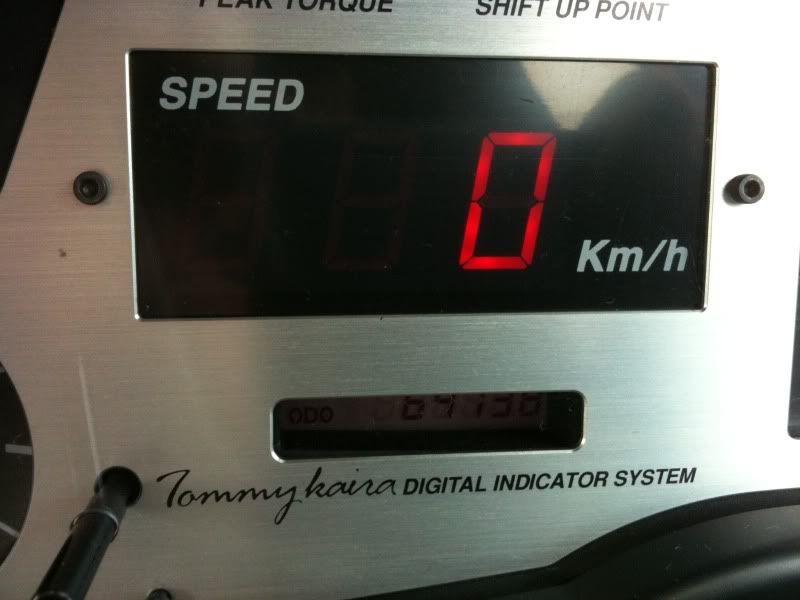 PEAK TORQUE SHIFT UP POINT
SPEED
0
Km/h
ODO
Tommykaira DIGITAL INDICATOR SYSTEM